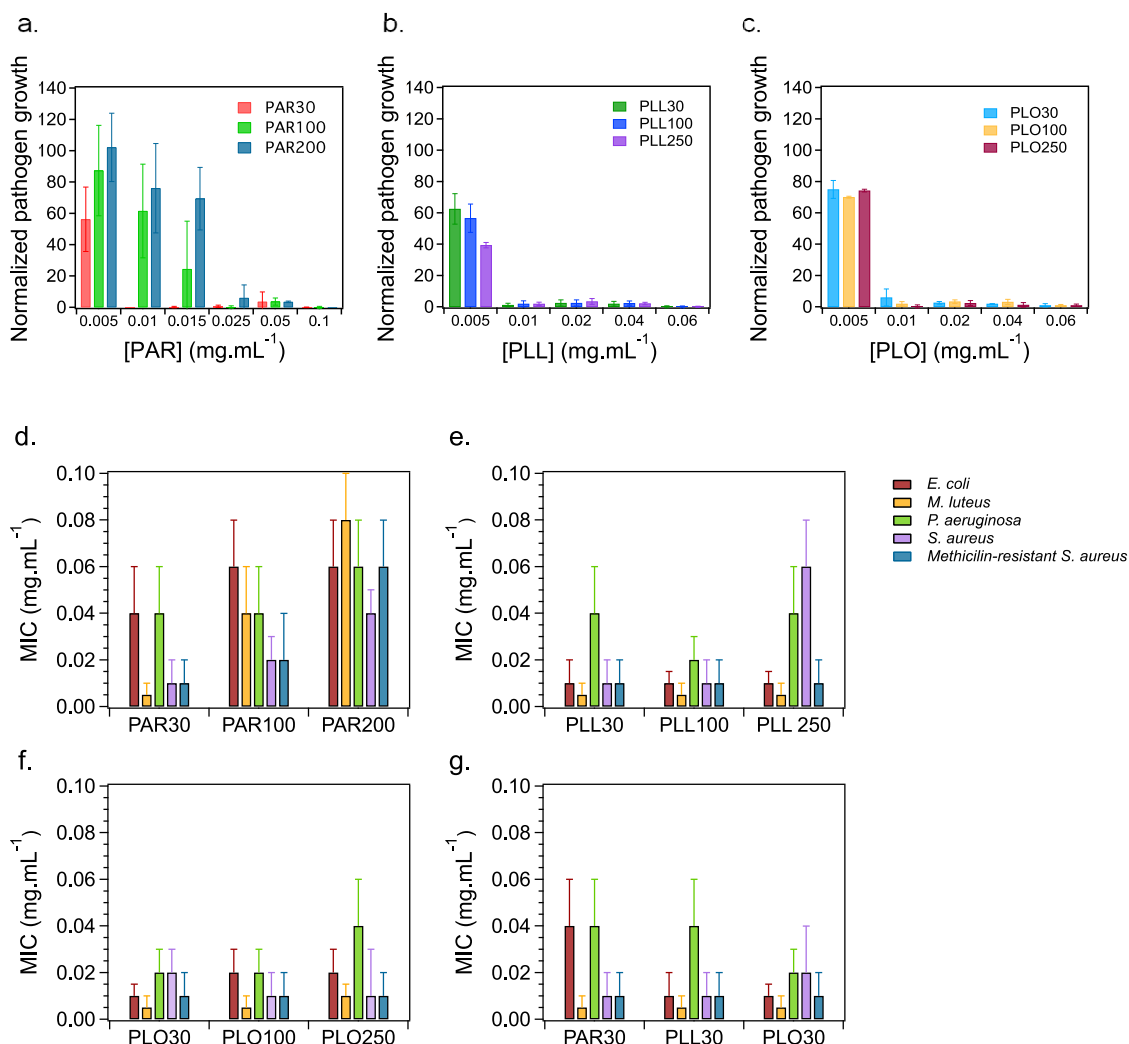 a.
b.
c.
Normalized pathogen growth
140
120
100
80
60
40
20
0
PAR30
PAR100
PAR200
0.005 0.01 0.015 0.025 0.05 0.1
[PAR] (mg.mL⁻¹)
Normalized pathogen growth
140
120
100
80
60
40
20
0
PLL30
PLL100
PLL250
0.005 0.01 0.02 0.04 0.06
[PLL] (mg.mL⁻¹)
Normalized pathogen growth
140
120
100
80
60
40
20
0
PLO30
PLO100
PLO250
0.005 0.01 0.02 0.04 0.06
[PLO] (mg.mL⁻¹)
d.
MIC (mg.mL⁻¹)
0.10
0.08
0.06
0.04
0.02
0.00
PAR30 PAR100 PAR200
e.
MIC (mg.mL⁻¹)
0.10
0.08
0.06
0.04
0.02
0.00
PLL30 PLL100 PLL 250
E. coli
M. luteus
P. aeruginosa
S. aureus
Methicilin-resistant S. aureus
f.
MIC (mg.mL⁻¹)
0.10
0.08
0.06
0.04
0.02
0.00
PLO30 PLO100 PLO250
g.
MIC (mg.mL⁻¹)
0.10
0.08
0.06
0.04
0.02
0.00
PAR30 PLL30 PLO30